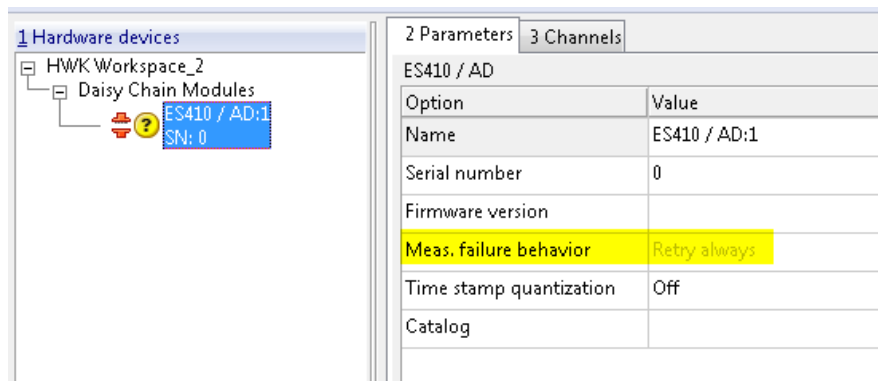 1 Hardware devices
HWK Workspace_2
Daisy Chain Modules
ES410 / AD:1
SN: 0
?
2 Parameters 3 Channels
ES410 / AD
Option Value
Name ES410 / AD:1
Serial number 0
Firmware version
Meas. failure behavior Retry always
Time stamp quantization Off
Catalog